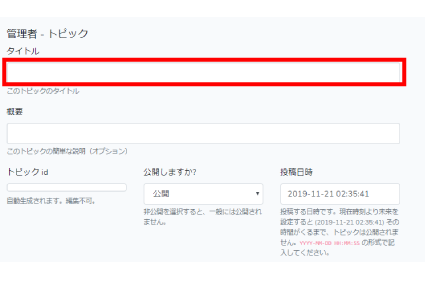 管理者 - トピック
タイトル
このトピックのタイトル
概要
このトピックの簡単な説明（オプション）
トピック id
自動生成されます。編集不可。
公開しますか?
公開
非公開を選択すると、一般には公開され
ません。
投稿日時
2019-11-21 02:35:41
投稿する日時です。現在時刻より未来を
設定すると (2019-11-21 02:35:41) その
時間がくるまで、トピックは公開されま
せん。YYYY-MM-DD HH:MM:SS の形式で記
入してください。